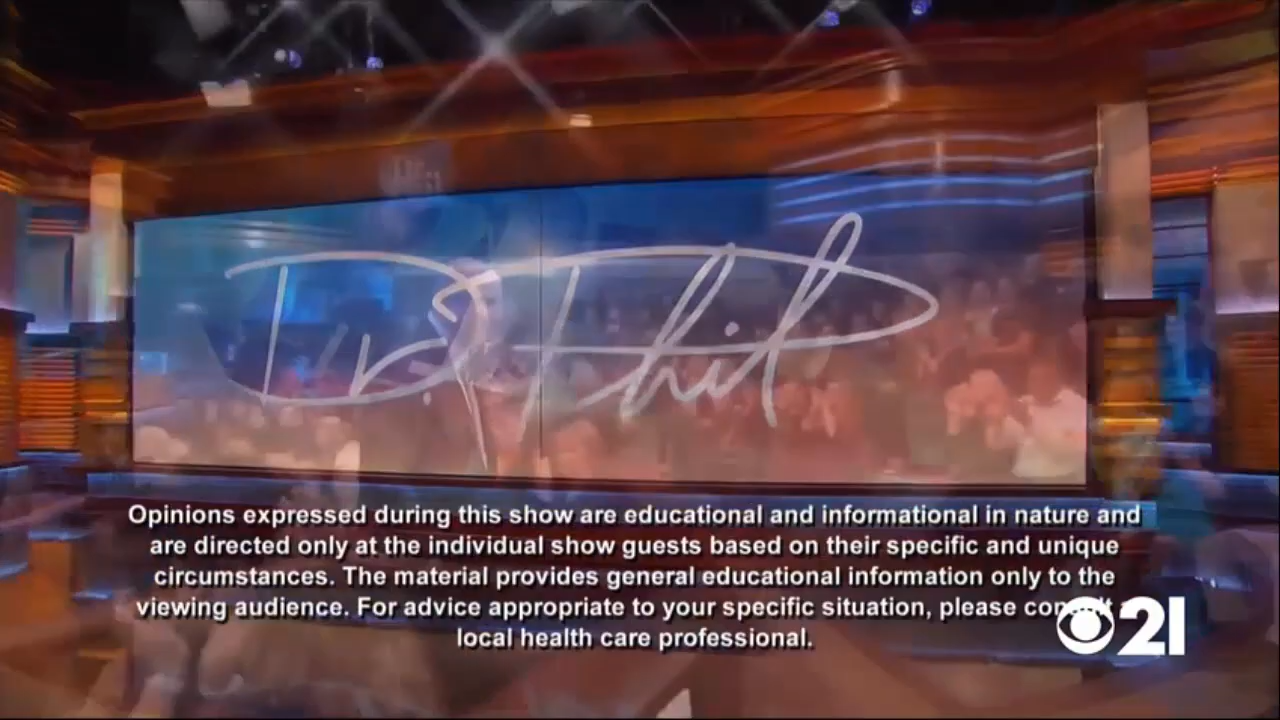 Dr. Phil
Opinions expressed during this show are educational and informational in nature and
are directed only at the individual show guests based on their specific and unique
circumstances. The material provides general educational information only to the
viewing audience. For advice appropriate to your specific situation, please consult a
local health care professional.
21